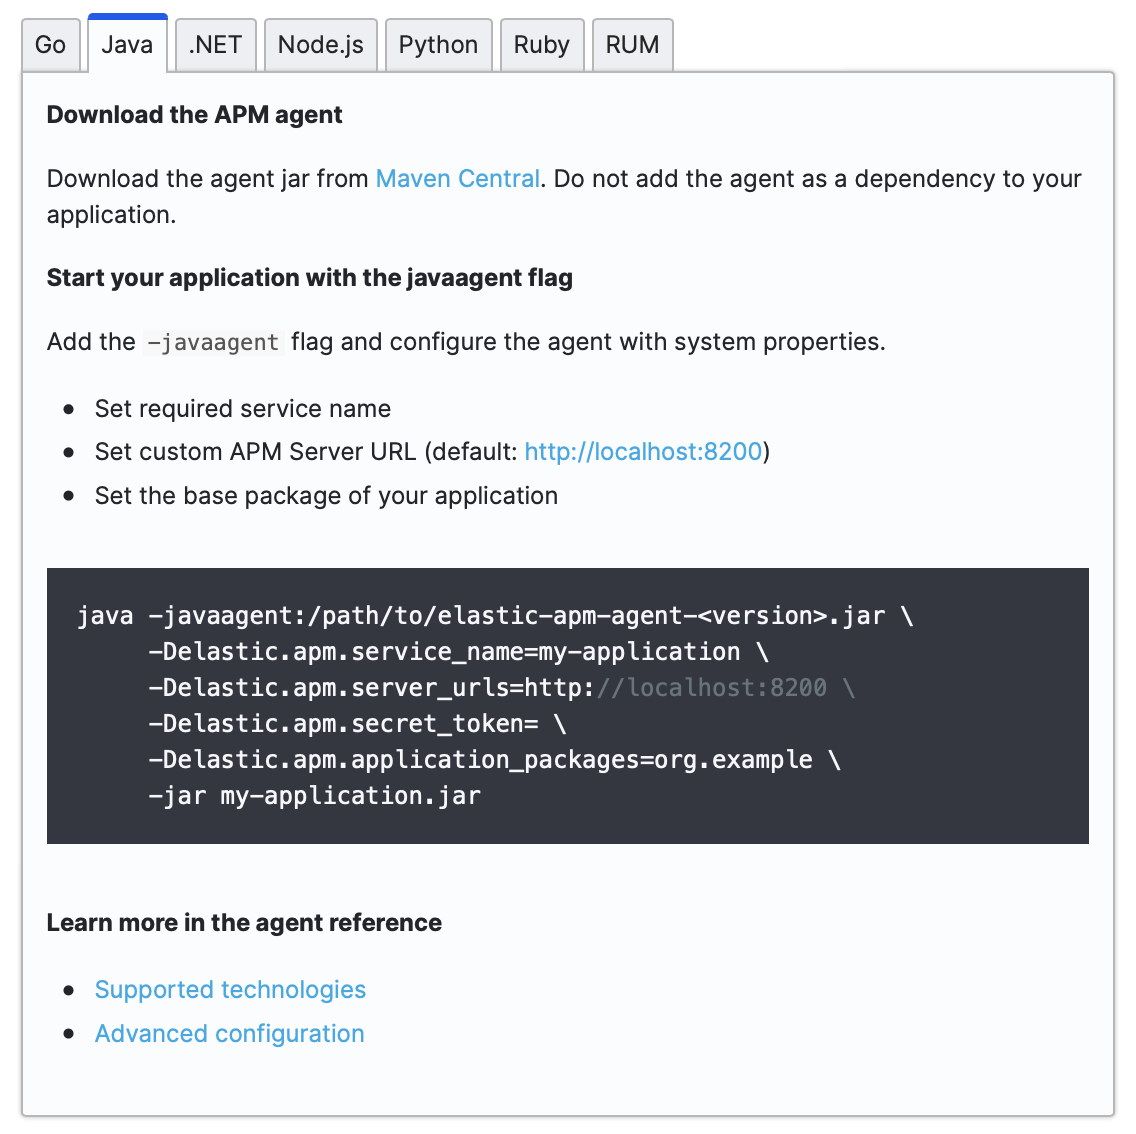 Go Java .NET Node.js Python Ruby RUM
Download the APM agent
Download the agent jar from Maven Central. Do not add the agent as a dependency to your
application.
Start your application with the javaagent flag
Add the -javaagent flag and configure the agent with system properties.
• Set required service name
• Set custom APM Server URL (default: http://localhost:8200)
• Set the base package of your application
java -javaagent:/path/to/elastic-apm-agent-<version>.jar \
-Delastic.apm.service_name=my-application \
-Delastic.apm.server_urls=http://localhost:8200 \
-Delastic.apm.secret_token= \
-Delastic.apm.application_packages=org.example \
-jar my-application.jar
Learn more in the agent reference
• Supported technologies
• Advanced configuration